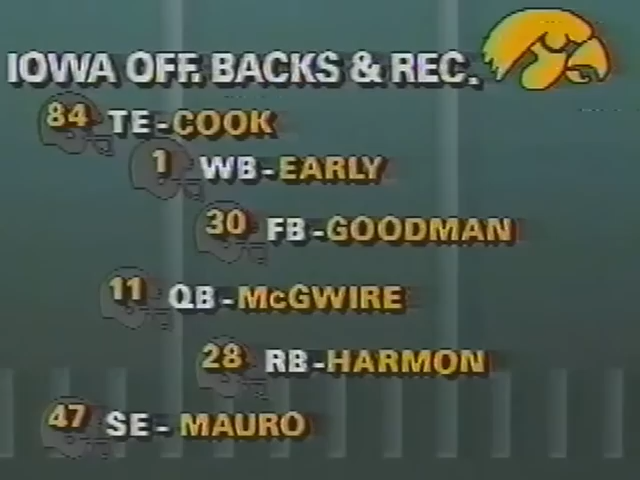 IOWA OFF. BACKS & REC.
84 TE-COOK
1 WB-EARLY
30 FB-GOODMAN
11 QB-McGWIRE
28 RB-HARMON
47 SE- MAURO